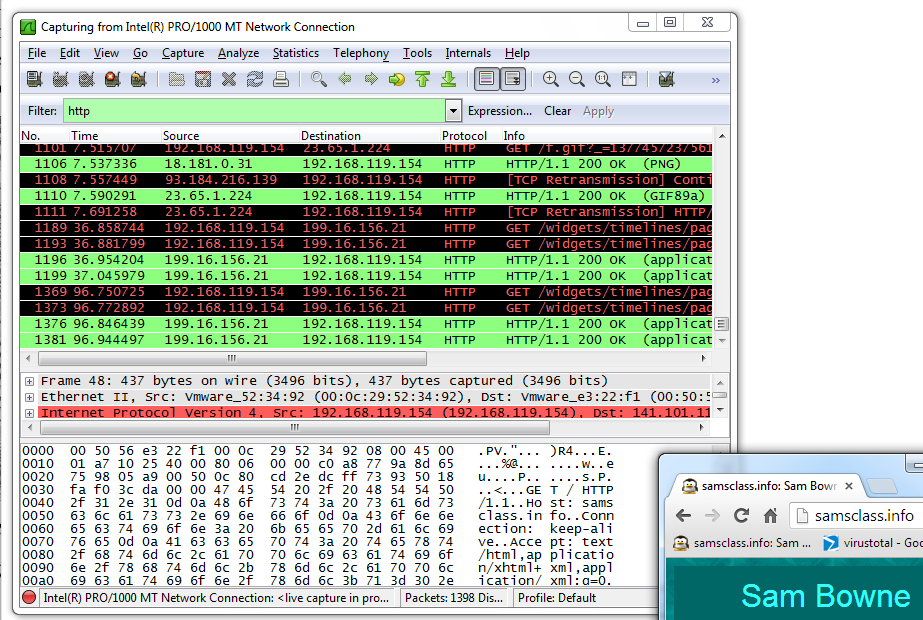 Capturing from Intel(R) PRO/1000 MT Network Connection
File Edit View Go Capture Analyze Statistics Telephony Tools Internals Help
Filter: http Expression... Clear Apply
No. Time Source Destination Protocol Info
1101 7.515707 192.168.119.154 23.65.1.224 HTTP GET /f.gif?_=1377457237561
1106 7.537336 18.181.0.31 192.168.119.154 HTTP HTTP/1.1 200 OK (PNG)
1108 7.557449 93.184.216.139 192.168.119.154 HTTP [TCP Retransmission] Conti
1110 7.590291 23.65.1.224 192.168.119.154 HTTP HTTP/1.1 200 OK (GIF89a)
1111 7.691258 23.65.1.224 192.168.119.154 HTTP [TCP Retransmission] HTTP/
1189 36.858744 192.168.119.154 199.16.156.21 HTTP GET /widgets/timelines/pag
1193 36.881799 192.168.119.154 199.16.156.21 HTTP GET /widgets/timelines/pag
1196 36.954204 199.16.156.21 192.168.119.154 HTTP HTTP/1.1 200 OK (applicat
1199 37.045979 199.16.156.21 192.168.119.154 HTTP HTTP/1.1 200 OK (applicat
1369 96.750725 192.168.119.154 199.16.156.21 HTTP GET /widgets/timelines/pag
1373 96.772892 192.168.119.154 199.16.156.21 HTTP GET /widgets/timelines/pag
1376 96.846439 199.16.156.21 192.168.119.154 HTTP HTTP/1.1 200 OK (applicat
1381 96.944497 199.16.156.21 192.168.119.154 HTTP HTTP/1.1 200 OK (applicat
Frame 48: 437 bytes on wire (3496 bits), 437 bytes captured (3496 bits)
Ethernet II, Src: Vmware_52:34:92 (00:0c:29:52:34:92), Dst: Vmware_e3:22:f1 (00:50:5
Internet Protocol Version 4, Src: 192.168.119.154 (192.168.119.154), Dst: 141.101.11
0000 00 50 56 e3 22 f1 00 0c 29 52 34 92 08 00 45 00 .PV."... )R4...E.
0010 01 a7 10 25 40 00 80 06 00 00 c0 a8 77 9a 8d 65 ...%@... ....w..e
0020 75 98 05 a9 00 50 0c 80 cd 2e dc ff 73 93 50 18 u....P.. ....s.P.
0030 fa f0 3c da 00 00 47 45 54 20 2f 20 48 54 54 50 ..<...GE T / HTTP
0040 2f 31 2e 31 0d 0a 48 6f 73 74 3a 20 73 61 6d 73 /1.1..Ho st: sams
0050 63 6c 61 73 73 2e 69 6e 66 6f 0d 0a 43 6f 6e 6e class.in fo..Conn
0060 65 63 74 69 6f 6e 3a 20 6b 65 65 70 2d 61 6c 69 ection: keep-ali
0070 76 65 0d 0a 41 63 63 65 70 74 3a 20 74 65 78 74 ve..Acce pt: text
0080 2f 68 74 6d 6c 2c 61 70 70 6c 69 63 61 74 69 6f /html,ap plicatio
0090 6e 2f 78 68 74 6d 6c 2b 78 6d 6c 2c 61 70 70 6c n/xhtml+ xml,appl
00a0 69 63 61 74 69 6f 6e 2f 78 6d 6c 3b 71 3d 30 2e ication/ xml;q=0.
Intel(R) PRO/1000 MT Network Connection: <live capture in pro... Packets: 1398 Dis... Profile: Default
samsclass.info: Sam Bowr
samsclass.info
samsclass.info: Sam ... virustotal - Goo
Sam Bowne